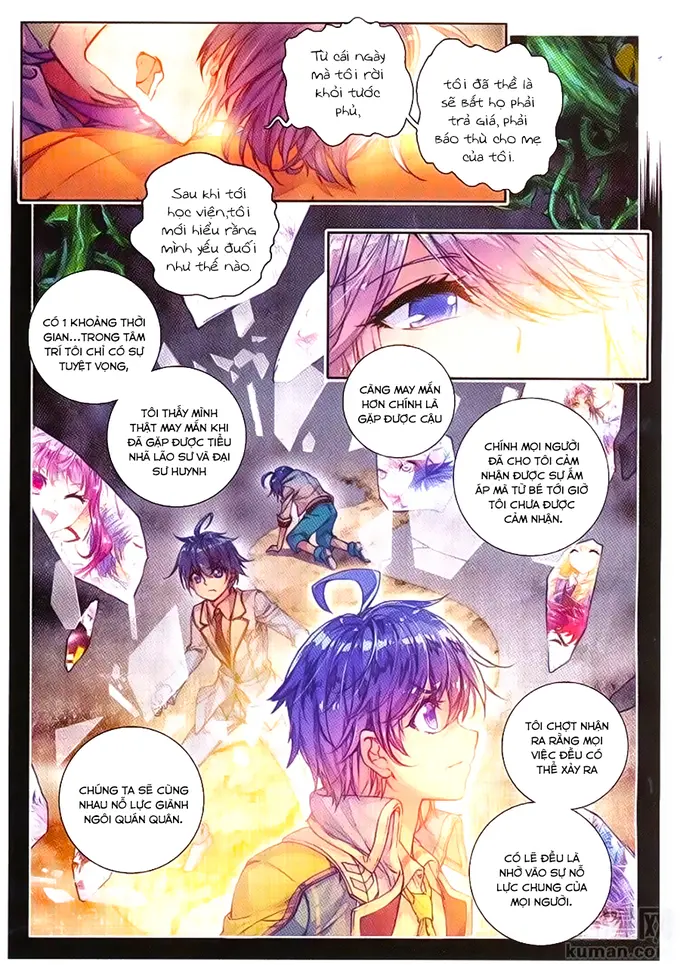 Từ cái ngày
mà tôi rời
khỏi tước
phủ,
tôi đã thề là
sẽ bắt họ phải
trả giá, phải
báo thù cho mẹ
của tôi.
Sau khi tới
học viện,tôi
mới hiểu rằng
mình yếu đuối
như thế nào.
CÓ 1 KHOẢNG THỜI
GIAN...TRONG TÂM
TRÍ TÔI CHỈ CÓ SỰ
TUYỆT VỌNG,
TÔI THẤY MÌNH
THẬT MAY MẮN KHI
ĐÃ GẶP ĐƯỢC TIỂU
NHÃ LÃO SƯ VÀ ĐẠI
SƯ HUYNH
CÀNG MAY MẮN
HƠN CHÍNH LÀ
GẶP ĐƯỢC CẬU
CHÍNH MỌI NGƯỜI
ĐÃ CHO TÔI CẢM
NHẬN ĐƯỢC SỰ ẤM
ÁP MÀ TỪ BÉ TỚI GIỜ
TÔI CHƯA ĐƯỢC
CẢM NHẬN.
TÔI CHỢT NHẬN
RA RẰNG MỌI
VIỆC ĐỀU CÓ
THỂ XẢY RA
CHÚNG TA SẼ CÙNG
NHAU NỖ LỰC GIÀNH
NGÔI QUÁN QUÂN.
CÓ LẼ ĐỀU LÀ
NHỜ VÀO SỰ NỖ
LỰC CHUNG CỦA
MỌI NGƯỜI.
kuman.co